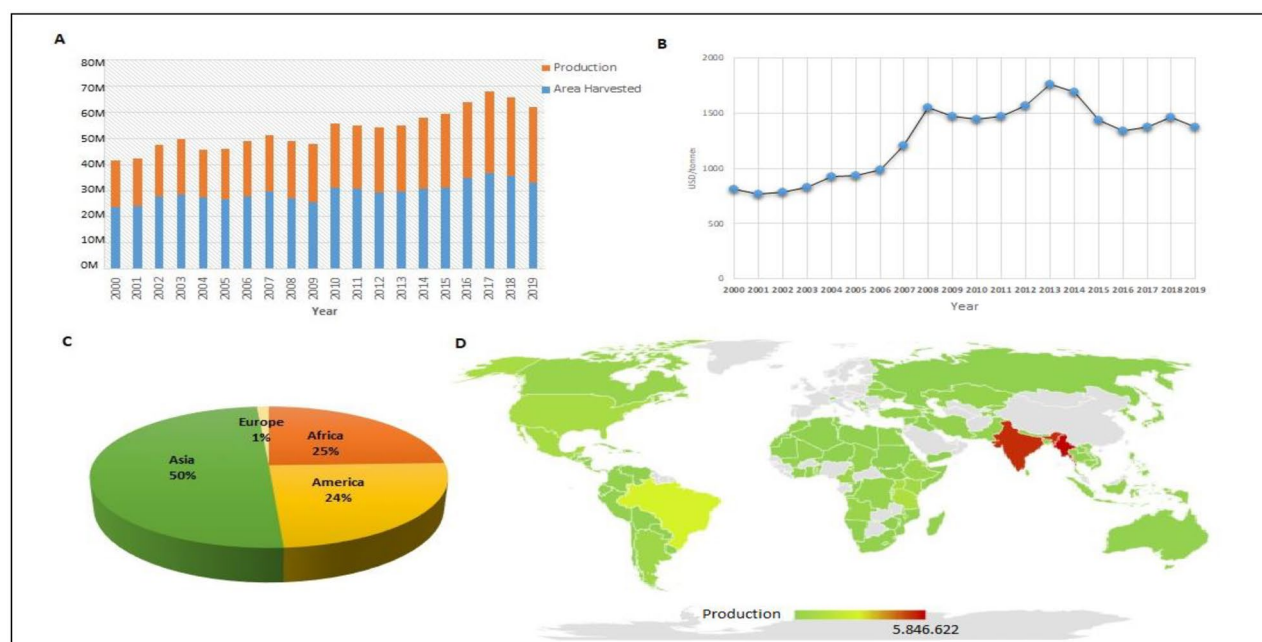 A
80M
70M
60M
50M
40M
30M
20M
10M
0M
Production
Area Harvested
2000 2001 2002 2003 2004 2005 2006 2007 2008 2009 2010 2011 2012 2013 2014 2015 2016 2017 2018 2019
Year
B
2000
1500
1000
500
0
USD/tonnes
2000 2001 2002 2003 2004 2005 2006 2007 2008 2009 2010 2011 2012 2013 2014 2015 2016 2017 2018 2019
Year
C
Europe
1%
Africa
25%
Asia
50%
America
24%
D
Production
5.846.622